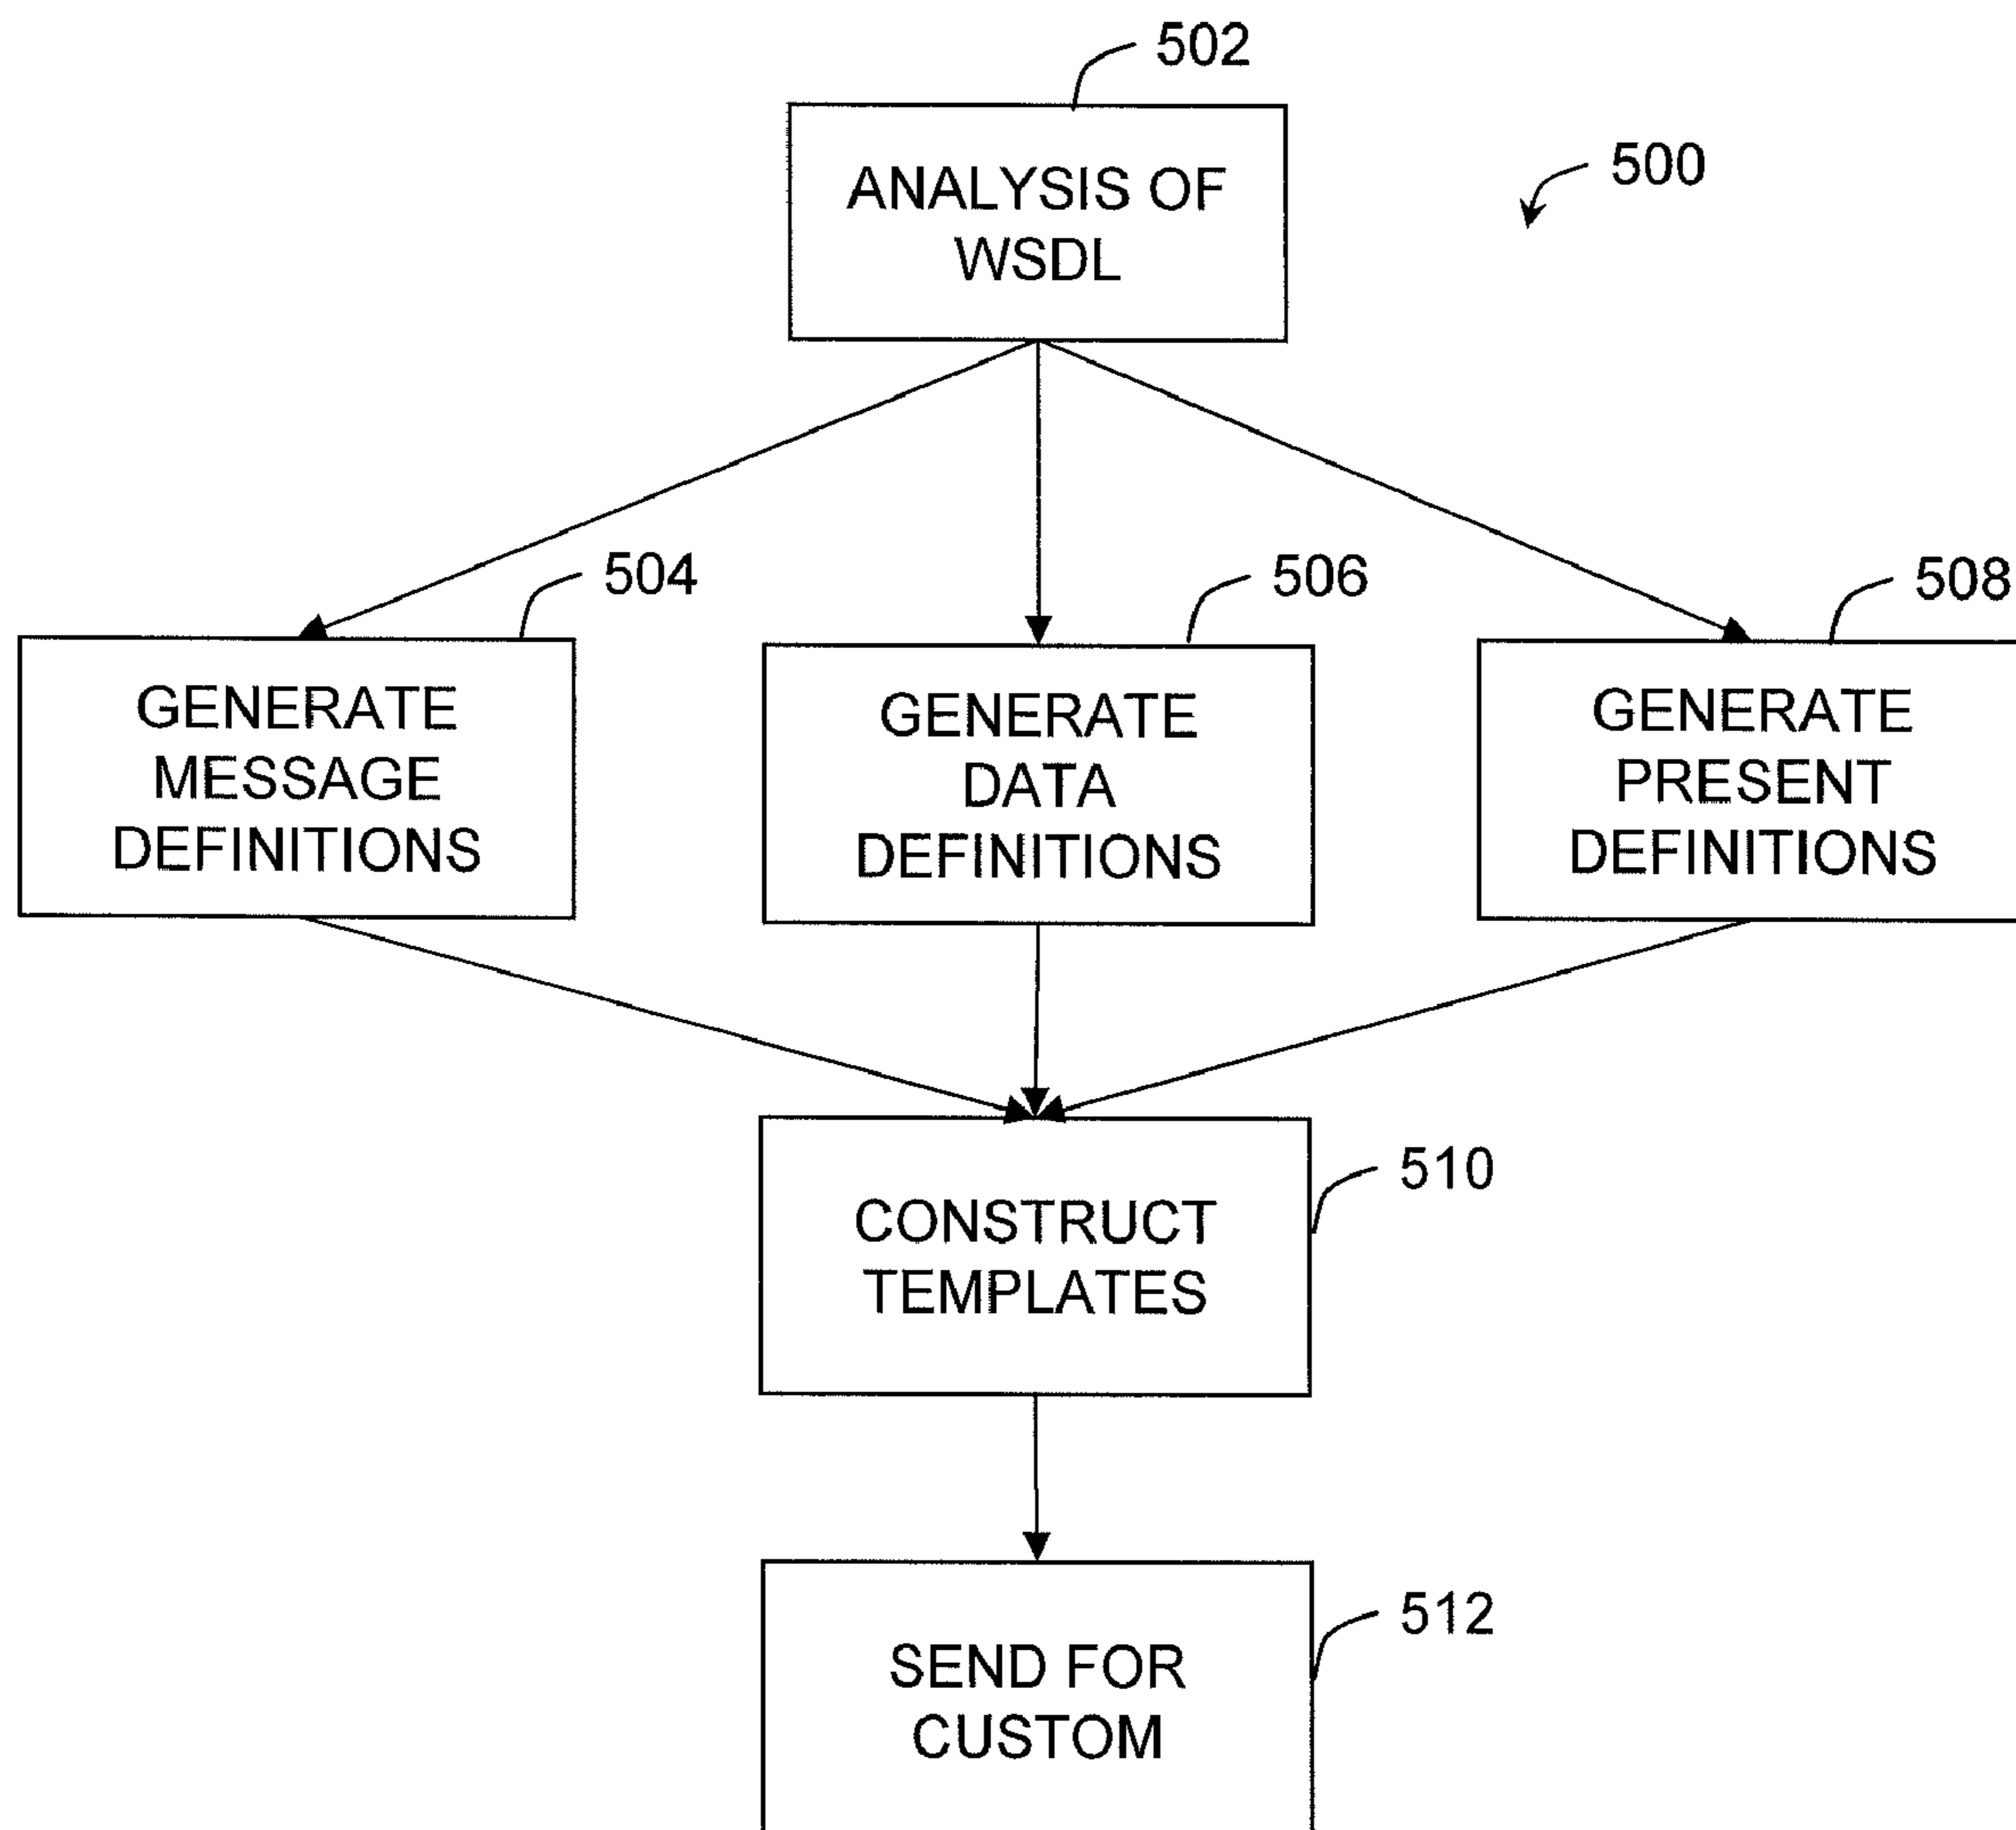 502
ANALYSIS OF
WSDL
500
504
GENERATE
MESSAGE
DEFINITIONS
506
GENERATE
DATA
DEFINITIONS
508
GENERATE
PRESENT
DEFINITIONS
510
CONSTRUCT
TEMPLATES
512
SEND FOR
CUSTOM